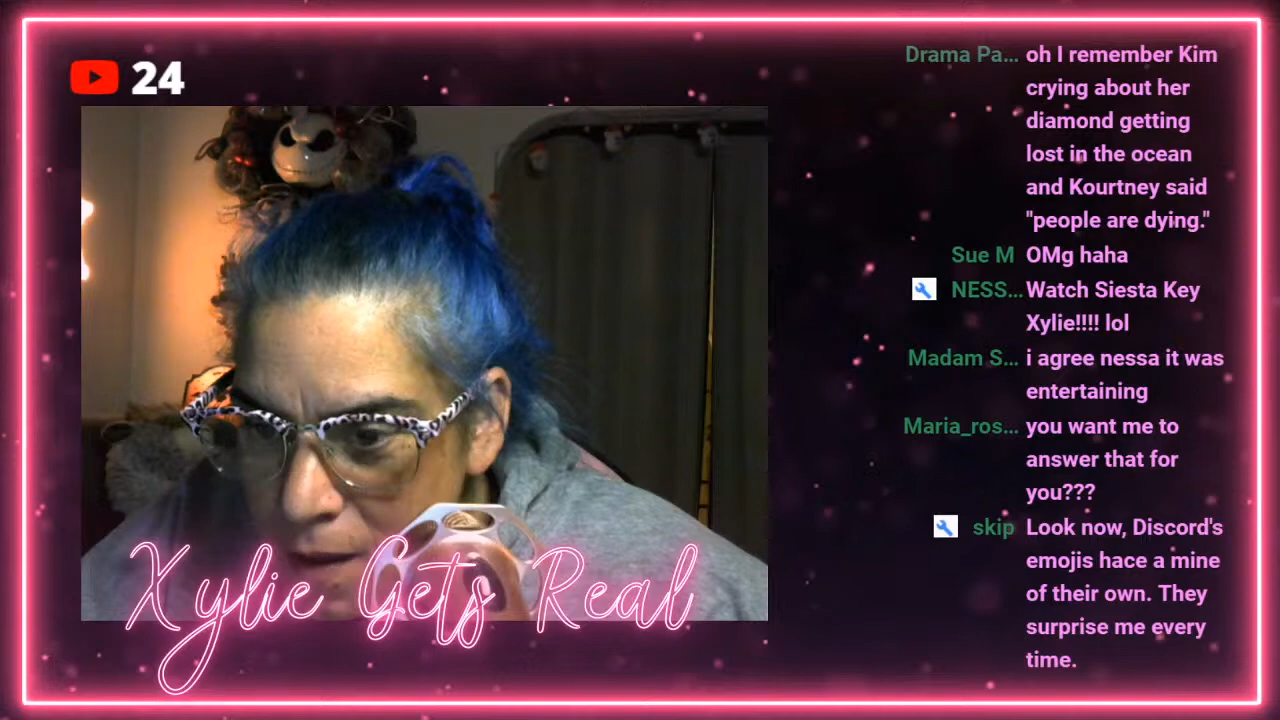 24
Xylie Gets Real
Drama Pa... oh I remember Kim
crying about her
diamond getting
lost in the ocean
and Kourtney said
"people are dying."
Sue M OMg haha
NESS... Watch Siesta Key
Xylie!!!! lol
Madam S... i agree nessa it was
entertaining
Maria_ros... you want me to
answer that for
you???
skip Look now, Discord's
emojis hace a mine
of their own. They
surprise me every
time.